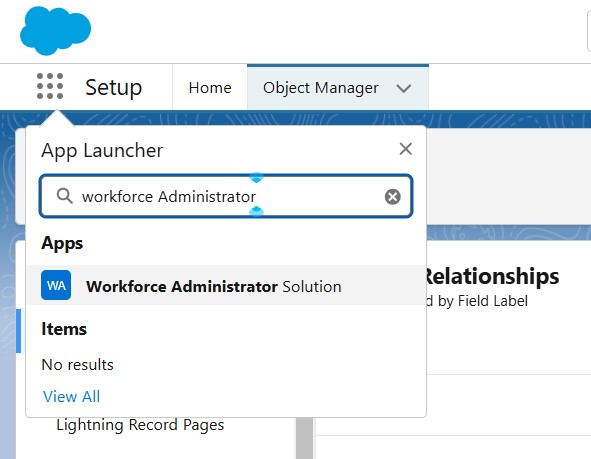 Setup
Home
Object Manager
App Launcher
workforce Administrator
Apps
WA
Workforce Administrator Solution
Relationships
d by Field Label
Items
No results
View All
Lightning Record Pages